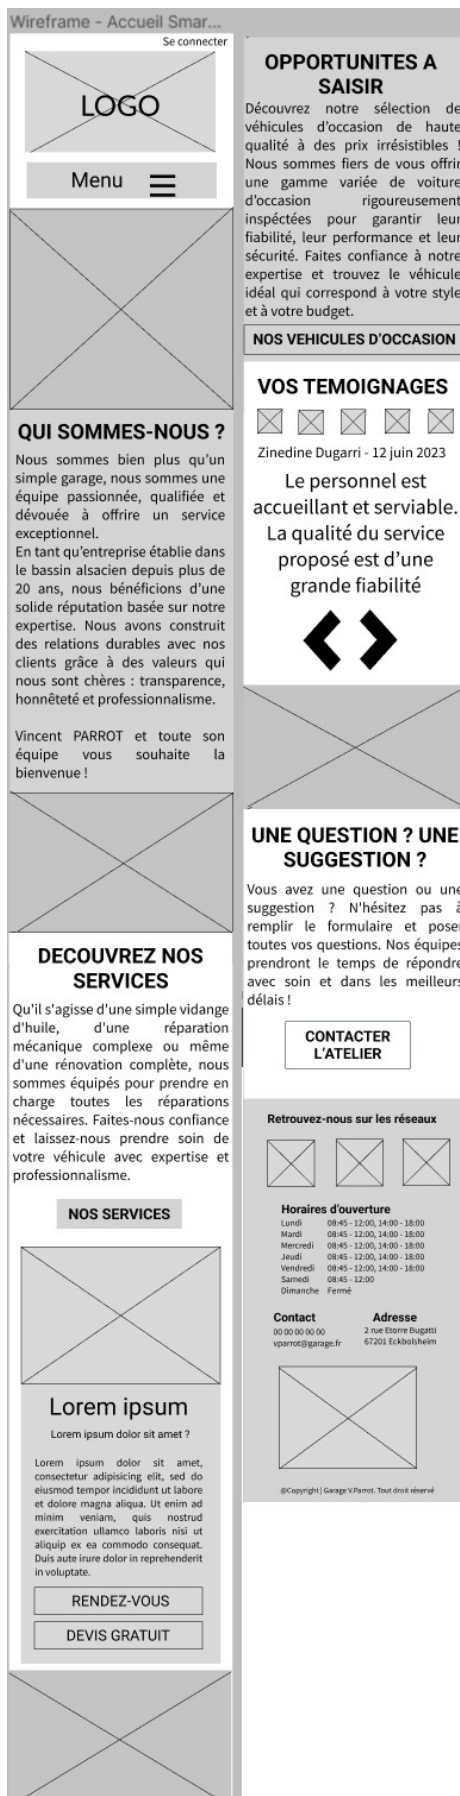 Wireframe - Accueil Smar...
Se connecter
LOGO
Menu
QUI SOMMES-NOUS ?
Nous sommes bien plus qu'un
simple garage, nous sommes une
équipe passionnée, qualifiée et
dévouée à offrir un service
exceptionnel.
En tant qu'entreprise établie dans
le bassin alsacien depuis plus de
20 ans, nous bénéficions d'une
solide réputation basée sur notre
expertise. Nous avons construit
des relations durables avec nos
clients grâce à des valeurs qui
nous sont chères : transparence,
honnêteté et professionnalisme.
Vincent PARROT et toute son
équipe vous souhaite la
bienvenue !
DECOUVREZ NOS
SERVICES
Qu'il s'agisse d'une simple vidange
d'huile, d'une réparation
mécanique complexe ou même
d'une rénovation complète, nous
sommes équipés pour prendre en
charge toutes les réparations
nécessaires. Faites-nous confiance
et laissez-nous prendre soin de
votre véhicule avec expertise et
professionnalisme.
NOS SERVICES
Lorem ipsum
Lorem ipsum dolor sit amet ?
Lorem ipsum dolor sit amet,
consectetur adipisicing elit, sed do
eiusmod tempor incididunt ut labore
et dolore magna aliqua. Ut enim ad
minim veniam, quis nostrud
exercitation ullamco laboris nisi ut
aliquip ex ea commodo consequat.
Duis aute irure dolor in reprehenderit
in voluptate.
RENDEZ-VOUS
DEVIS GRATUIT
OPPORTUNITES A
SAISIR
Découvrez notre sélection de
véhicules d'occasion de haute
qualité à des prix irrésistibles !
Nous sommes fiers de vous offrir
une gamme variée de voiture
d'occasion rigoureusement
inspéctées pour garantir leur
fiabilité, leur performance et leur
sécurité. Faites confiance à notre
expertise et trouvez le véhicule
idéal qui correspond à votre style
et à votre budget.
NOS VEHICULES D'OCCASION
VOS TEMOIGNAGES
Zinedine Dugarri - 12 juin 2023
Le personnel est
accueillant et serviable.
La qualité du service
proposé est d'une
grande fiabilité
UNE QUESTION ? UNE
SUGGESTION ?
Vous avez une question ou une
suggestion ? N'hésitez pas à
remplir le formulaire et poser
toutes vos questions. Nos équipes
prendront le temps de répondre
avec soin et dans les meilleurs
délais !
CONTACTER
L'ATELIER
Retrouvez-nous sur les réseaux
Horaires d'ouverture
Lundi 08:45 - 12:00, 14:00 - 18:00
Mardi 08:45 - 12:00, 14:00 - 18:00
Mercredi 08:45 - 12:00, 14:00 - 18:00
Jeudi 08:45 - 12:00, 14:00 - 18:00
Vendredi 08:45 - 12:00, 14:00 - 18:00
Samedi 08:45 - 12:00
Dimanche Fermé
Contact
00 00 00 00 00
vparrot@garage.fr
Adresse
2 rue Etorre Bugatti
67201 Eckbolsheim
@Copyright | Garage V.Parrot. Tout droit réservé